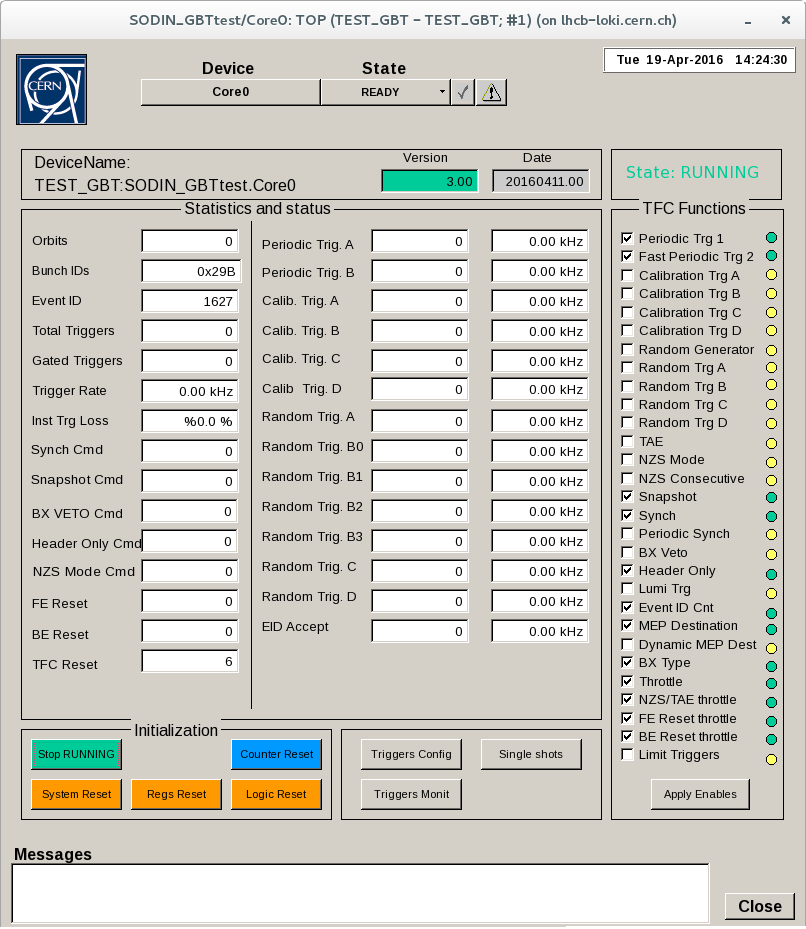 SODIN_GBTtest/Core0: TOP (TEST_GBT - TEST_GBT; #1) (on lhcb-loki.cern.ch)
Tue 19-Apr-2016 14:24:30
CERN
Device State
Core0 READY
DeviceName:
TEST_GBT:SODIN_GBTtest.Core0
Version Date
3.00 20160411.00
State: RUNNING
Statistics and status
Orbits 0
Bunch IDs 0x29B
Event ID 1627
Total Triggers 0
Gated Triggers 0
Trigger Rate 0.00 kHz
Inst Trg Loss %0.0 %
Synch Cmd 0
Snapshot Cmd 0
BX VETO Cmd 0
Header Only Cmd 0
NZS Mode Cmd 0
FE Reset 0
BE Reset 0
TFC Reset 6
Periodic Trig. A 0 0.00 kHz
Periodic Trig. B 0 0.00 kHz
Calib. Trig. A 0 0.00 kHz
Calib. Trig. B 0 0.00 kHz
Calib. Trig. C 0 0.00 kHz
Calib Trig. D 0 0.00 kHz
Random Trig. A 0 0.00 kHz
Random Trig. B0 0 0.00 kHz
Random Trig. B1 0 0.00 kHz
Random Trig. B2 0 0.00 kHz
Random Trig. B3 0 0.00 kHz
Random Trig. C 0 0.00 kHz
Random Trig. D 0 0.00 kHz
EID Accept 0 0.00 kHz
TFC Functions
Periodic Trg 1
Fast Periodic Trg 2
Calibration Trg A
Calibration Trg B
Calibration Trg C
Calibration Trg D
Random Generator
Random Trg A
Random Trg B
Random Trg C
Random Trg D
TAE
NZS Mode
NZS Consecutive
Snapshot
Synch
Periodic Synch
BX Veto
Header Only
Lumi Trg
Event ID Cnt
MEP Destination
Dynamic MEP Dest
BX Type
Throttle
NZS/TAE throttle
FE Reset throttle
BE Reset throttle
Limit Triggers
Apply Enables
Initialization
Stop RUNNING Counter Reset
System Reset Regs Reset Logic Reset
Triggers Config Single shots
Triggers Monit
Messages
Close